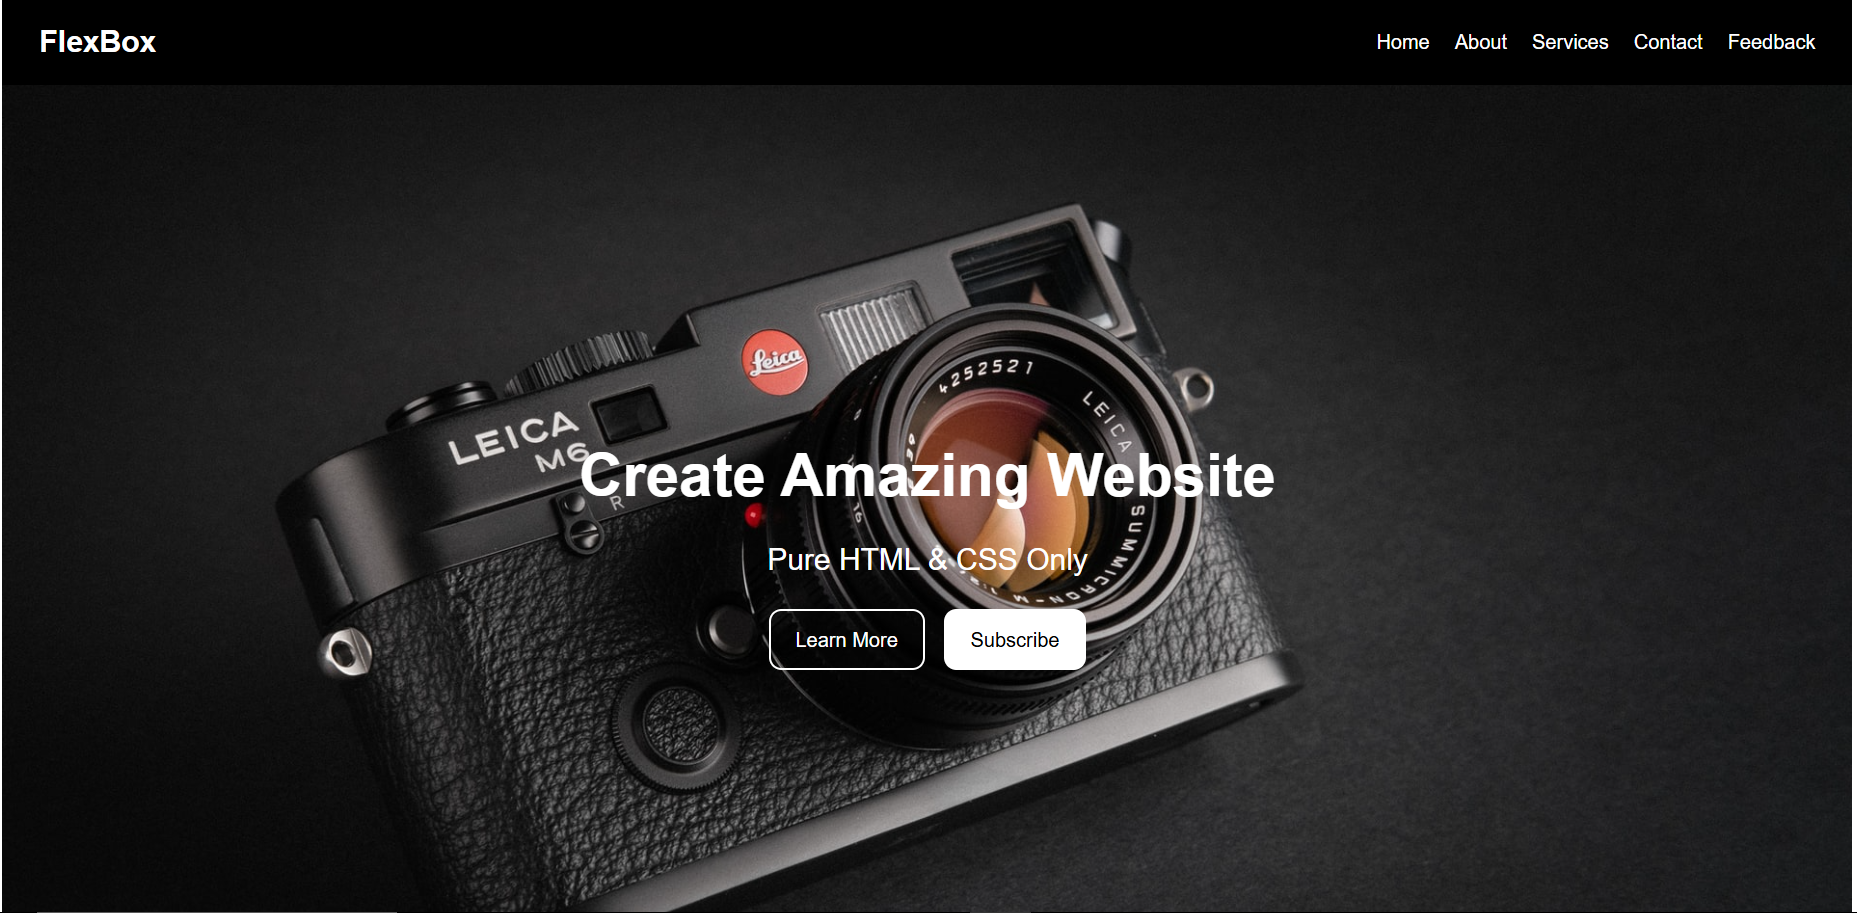 FlexBox
Home About Services Contact Feedback
Leica
4252521
LEICA
LEICA
M6
Create Amazing Website
R
16
SUMMICRON-M
Pure HTML & CSS Only
Learn More
Subscribe